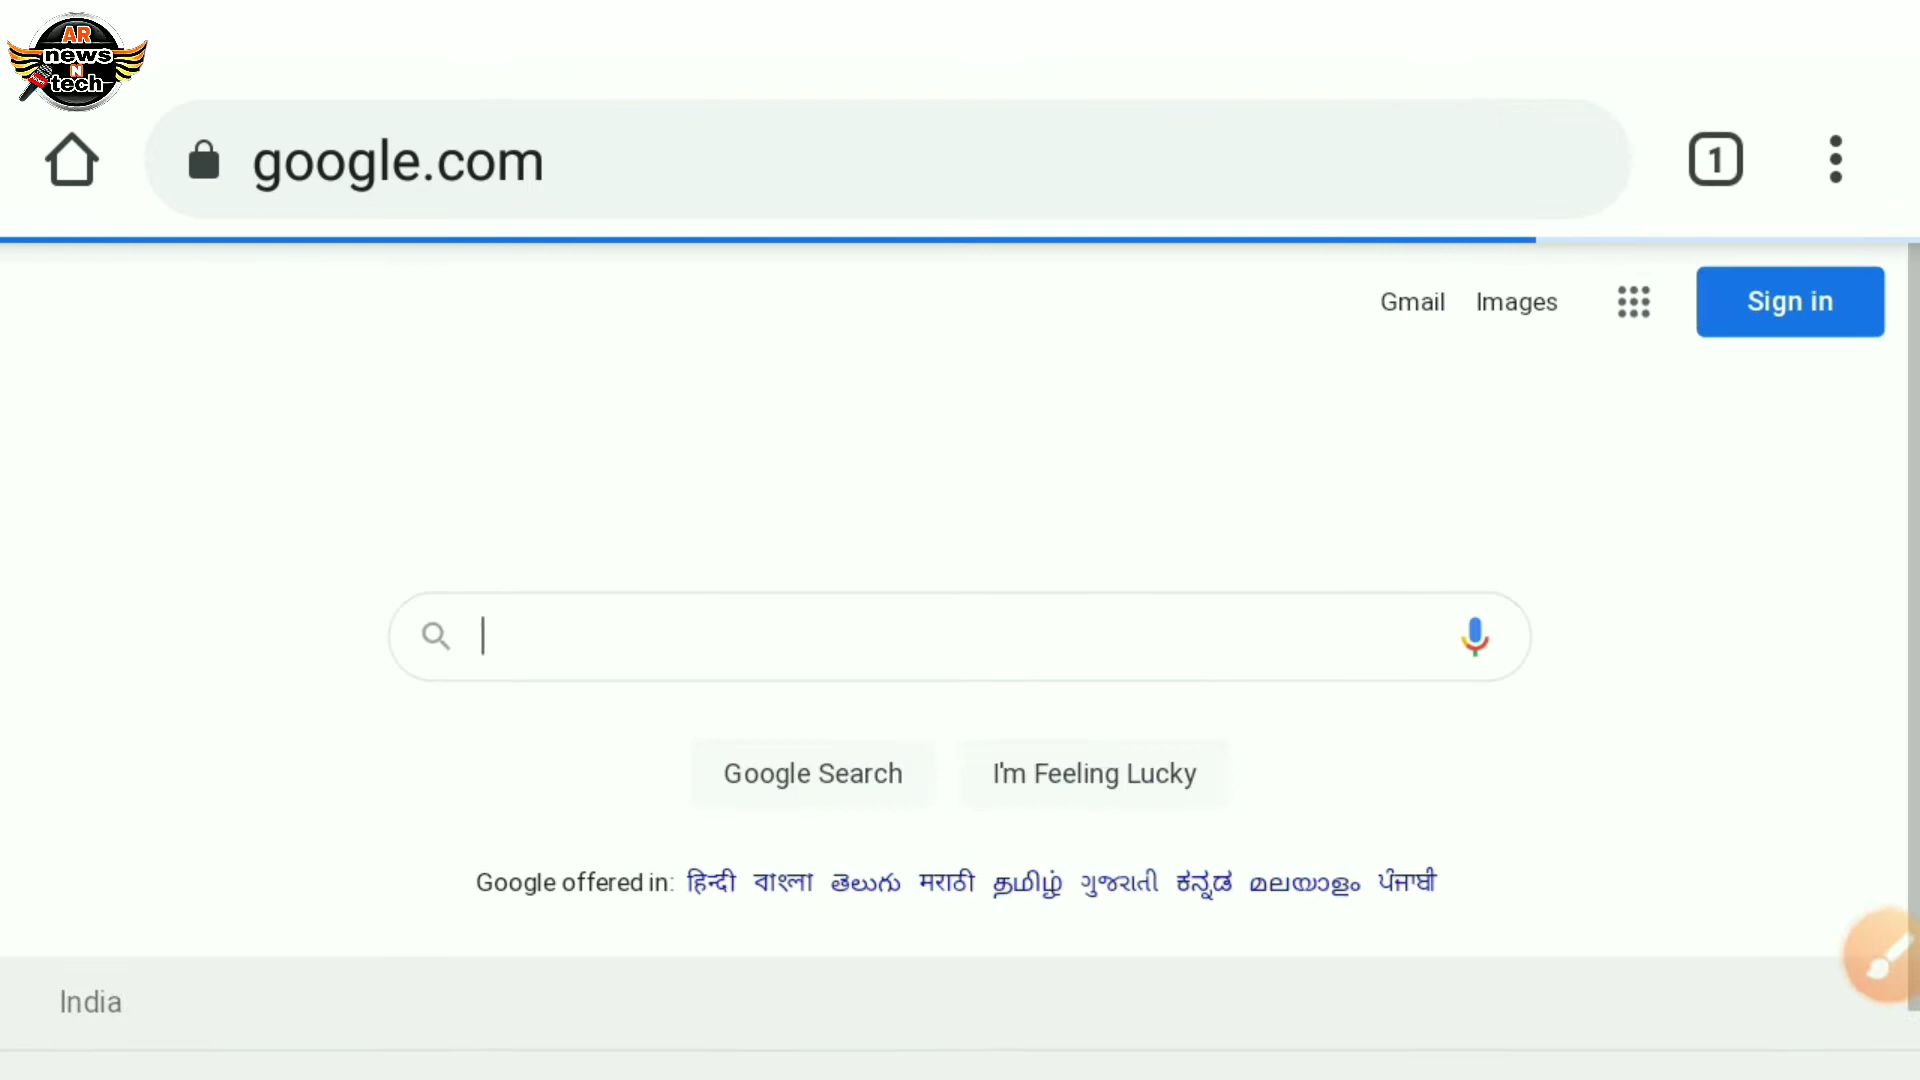 AR
news
N
tech
google.com
1
Gmail Images
Sign in
Google Search I'm Feeling Lucky
Google offered in: हिन्दी বাংলা తెలుగు मराठी தமிழ் ગુજરાતી ಕನ್ನಡ മലയാളം ਪੰਜਾਬੀ
India